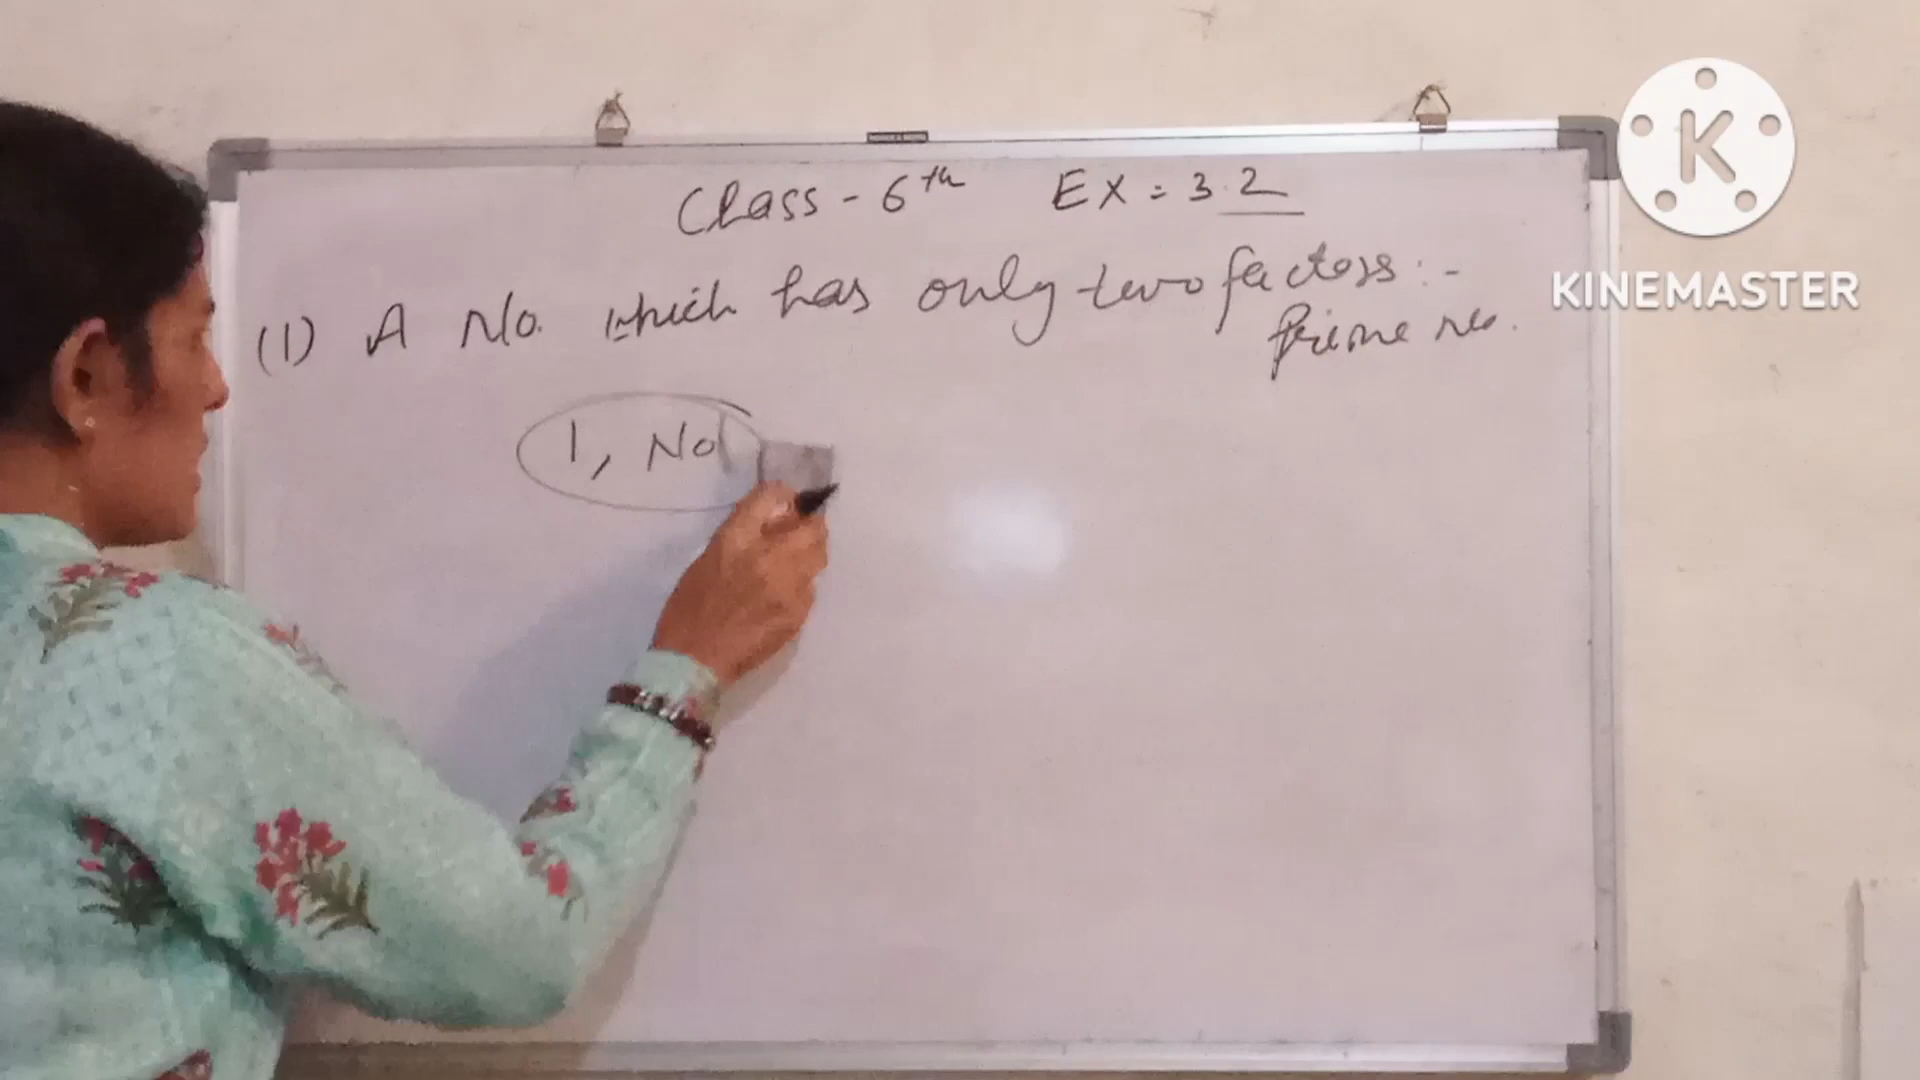 Class - 6th Ex = 3.2
(1) A No. which has only two factors :-
Prime no.
1, No
K
KINEMASTER